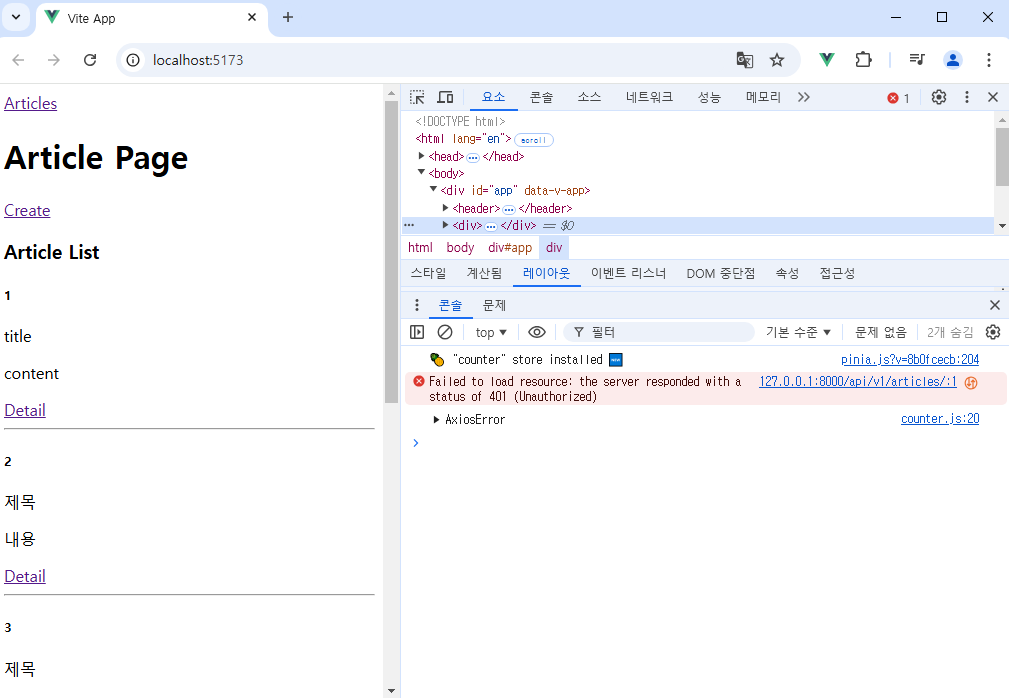 Vite App
localhost:5173
Articles
Article Page
Create
Article List
1
title
content
Detail
2
제목
내용
Detail
3
제목
요소 콘솔 소스 네트워크 성능 메모리 1
<!DOCTYPE html>
<html lang="en"> scroll
<head> ⋯ </head>
<body>
<div id="app" data-v-app>
<header> ⋯ </header>
⋯ <div> ⋯ </div> == $0
html body div#app div
스타일 계산됨 레이아웃 이벤트 리스너 DOM 중단점 속성 접근성
콘솔 문제
top 필터 기본 수준 문제 없음 2개 숨김
🍍 "counter" store installed 🆕 pinia.js?v=8b0fcecb:204
Failed to load resource: the server responded with a 127.0.0.1:8000/api/v1/articles/:1
status of 401 (Unauthorized)
AxiosError counter.js:20